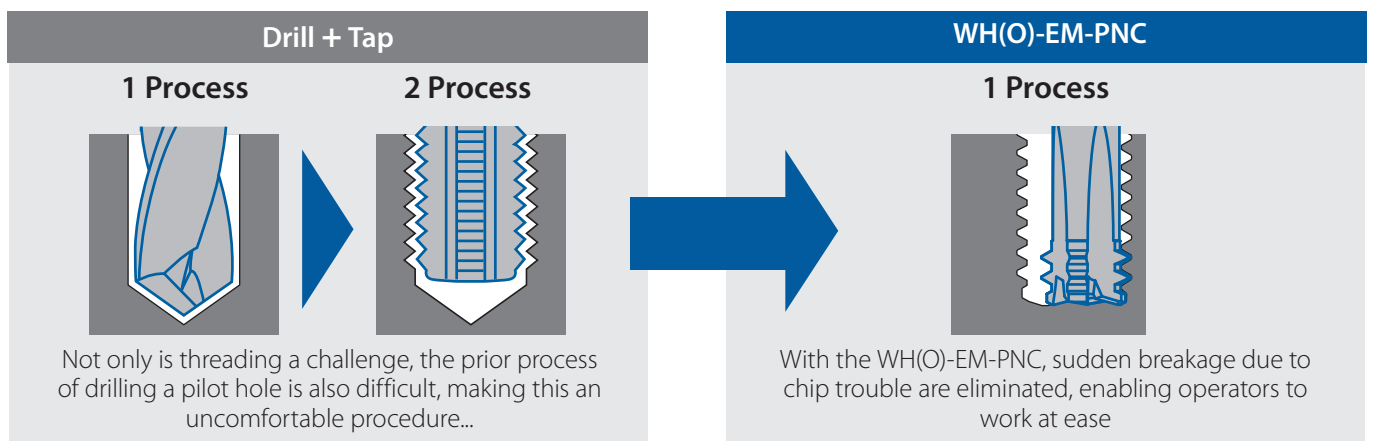 Drill + Tap
1 Process
2 Process
Not only is threading a challenge, the prior process
of drilling a pilot hole is also difficult, making this an
uncomfortable procedure...
WH(O)-EM-PNC
1 Process
With the WH(O)-EM-PNC, sudden breakage due to
chip trouble are eliminated, enabling operators to
work at ease